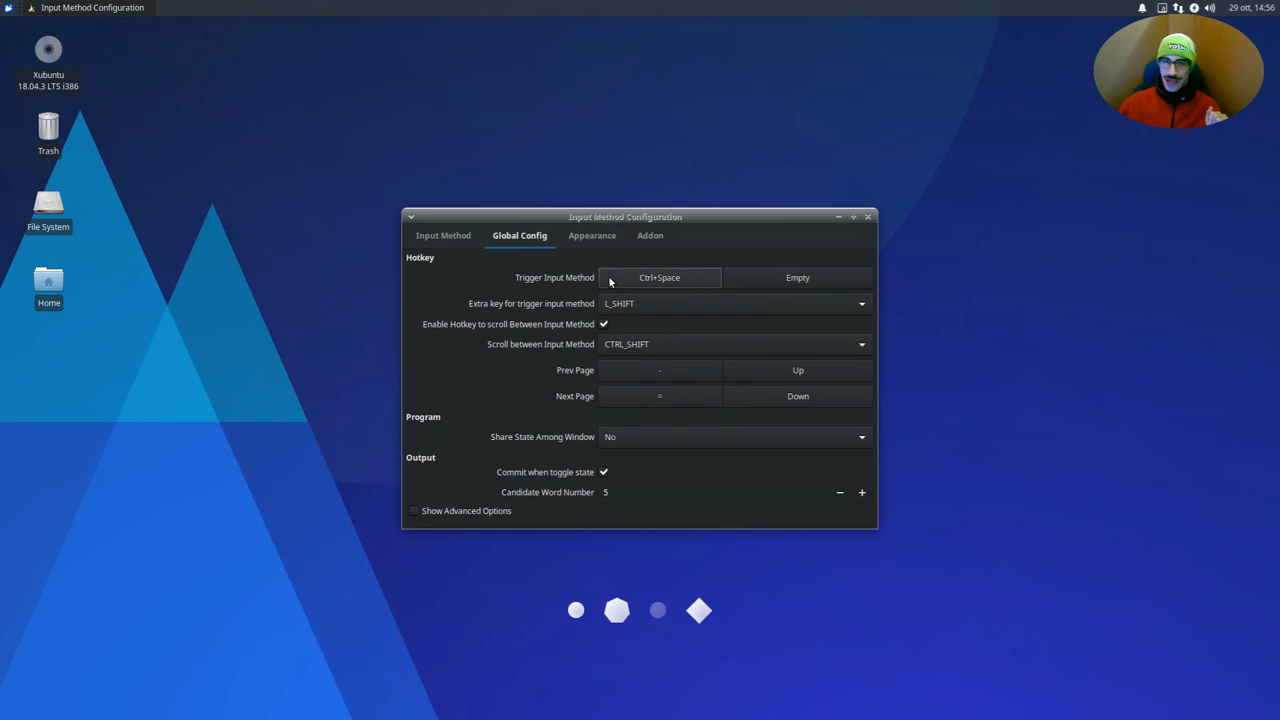 Input Method Configuration
29 ott, 14:56
YOSHI
Xubuntu
18.04.3 LTS i386
Trash
File System
Home
Input Method Configuration
Input Method Global Config Appearance Addon
Hotkey
Trigger Input Method Ctrl+Space Empty
Extra key for trigger input method L_SHIFT
Enable Hotkey to scroll Between Input Method
Scroll between Input Method CTRL_SHIFT
Prev Page - Up
Next Page = Down
Program
Share State Among Window No
Output
Commit when toggle state
Candidate Word Number 5 − +
Show Advanced Options